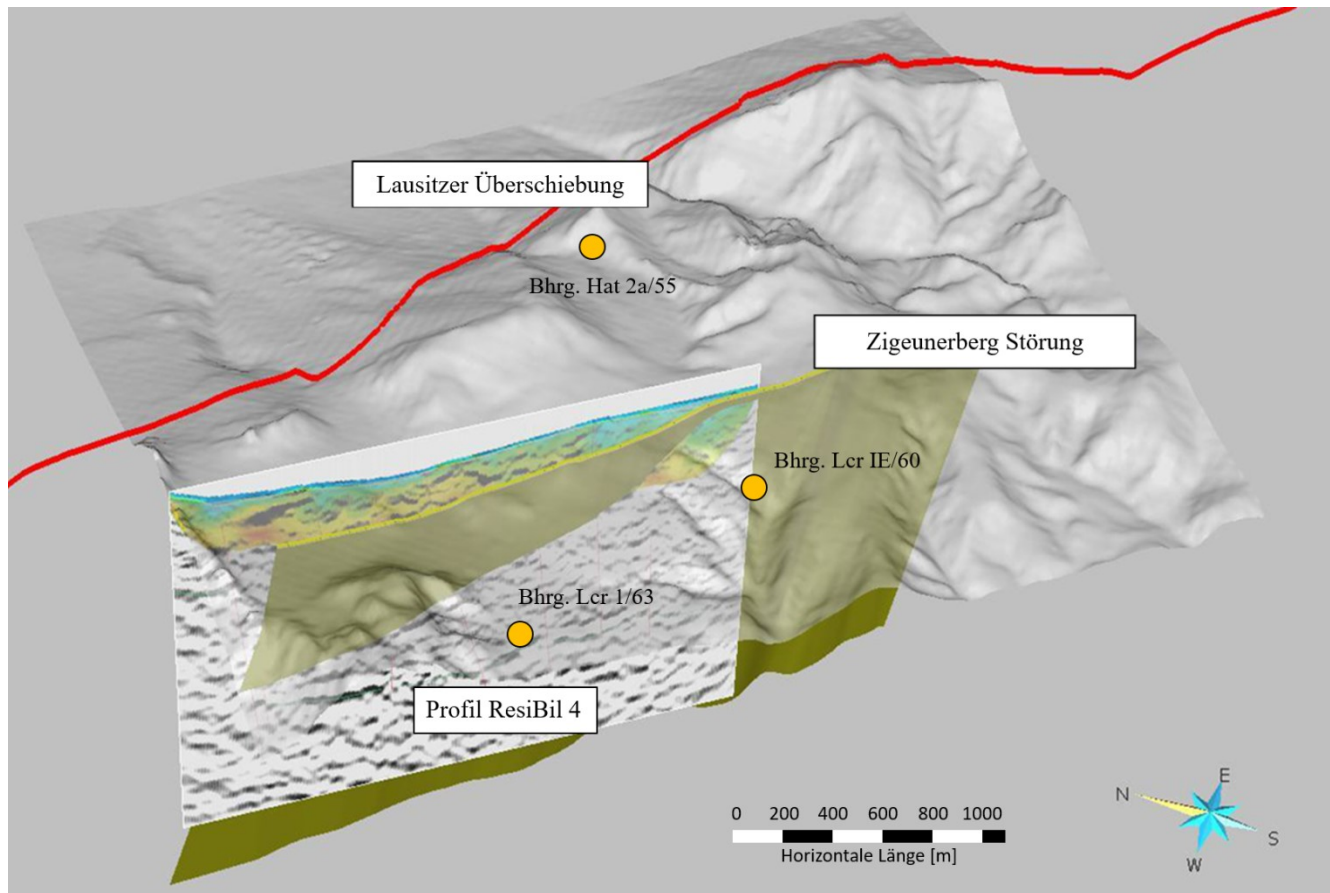 Lausitzer Überschiebung
Bhrg. Hat 2a/55
Zigeunerberg Störung
Bhrg. Lcr IE/60
Bhrg. Lcr 1/63
Profil ResiBil 4
0 200 400 600 800 1000
Horizontale Länge [m]
E
N
S
W